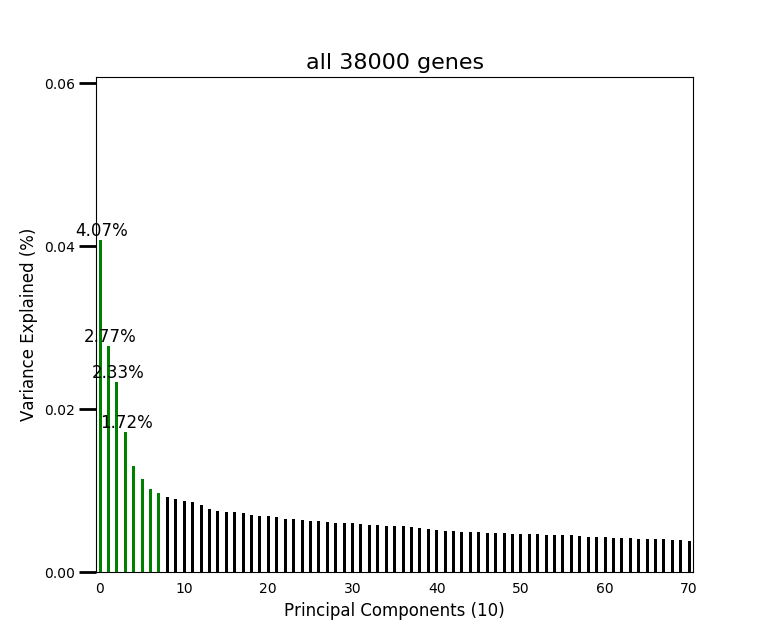 all 38000 genes
0.06
0.04
0.02
0.00
Variance Explained (%)
4.07%
2.77%
2.33%
1.72%
0 10 20 30 40 50 60 70
Principal Components (10)